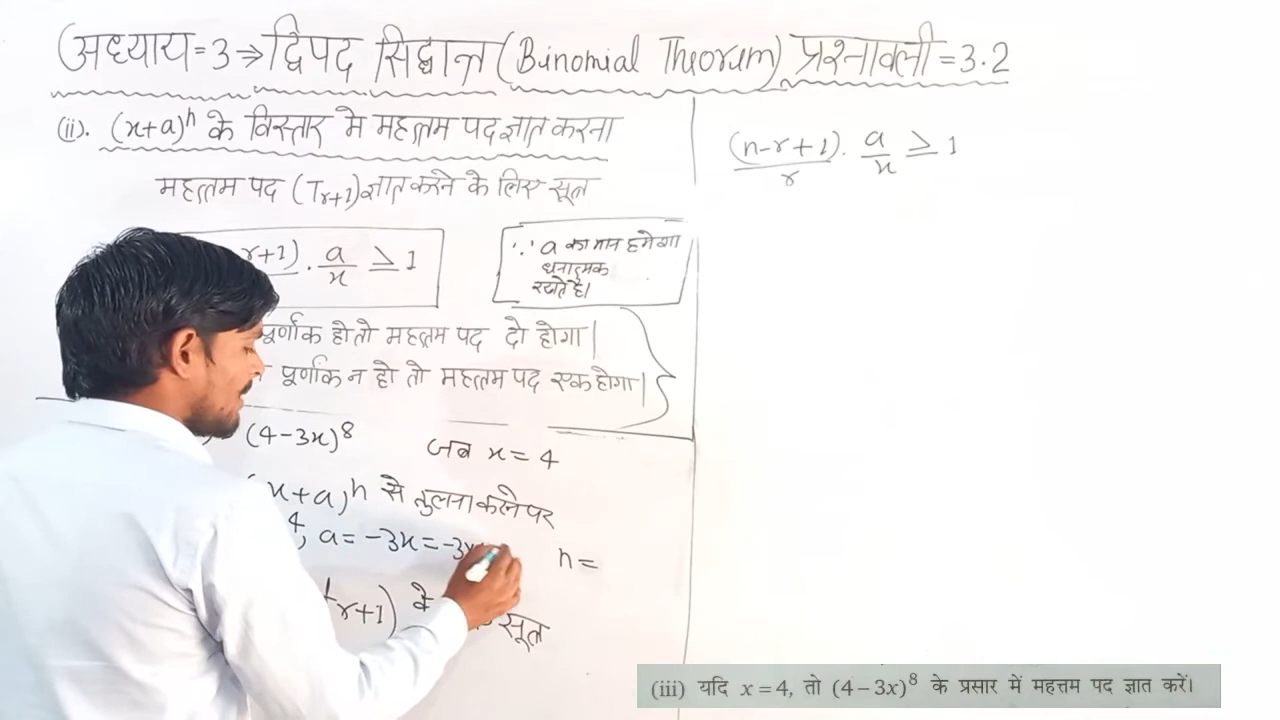 अध्याय=3→द्विपद सिद्धान्त (Binomial Theorem) प्रश्नावली=3.2
(ii). (x+a)ⁿ के विस्तार मे महत्तम पद ज्ञात करना
महत्तम पद (Tr+1) ज्ञात करने के लिए सूत्र
r+1) . a/x ≥ 1
∵ a का मान हमेशा
धनात्मक
रखते है।
पूर्णांक हो तो महत्तम पद दो होगा।
पूर्णांक न हो तो महत्तम पद एक होगा।
(4-3x)⁸ जब x=4
x+a)ⁿ से तुलना करने पर
4, a=-3x=-3x n=
r+1) के सूत्र
(n-r+1)/r . a/x ≥ 1
(iii) यदि x = 4, तो (4 – 3x)⁸ के प्रसार में महत्तम पद ज्ञात करें।